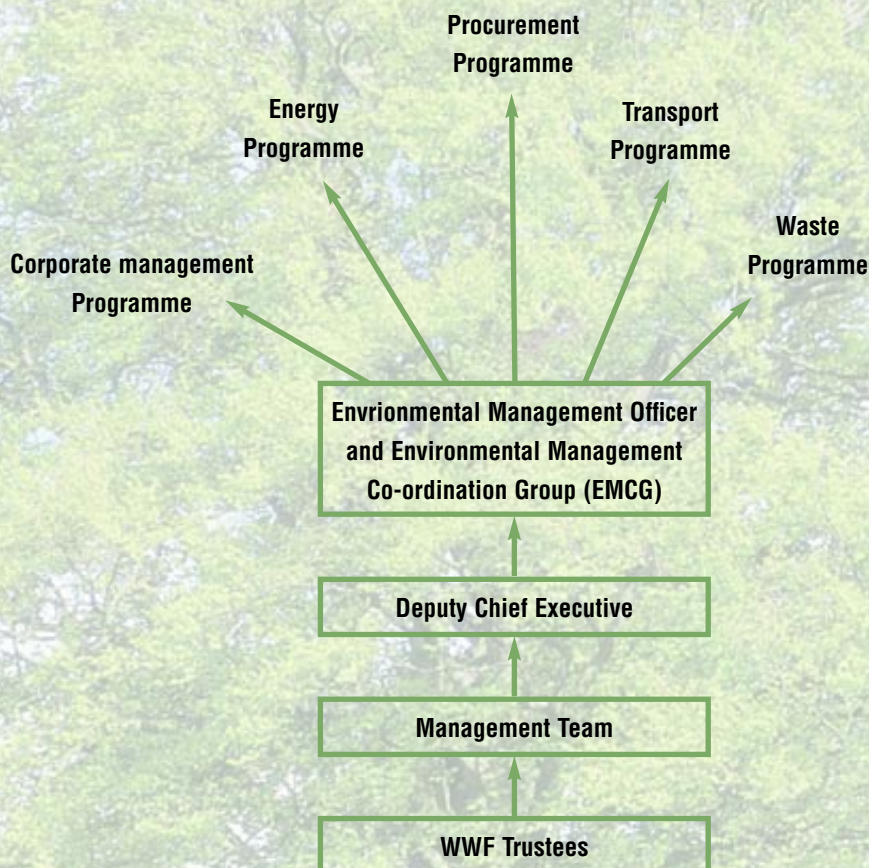 Procurement
Programme
Energy
Programme
Transport
Programme
Waste
Programme
Corporate management
Programme
Envrionmental Management Officer
and Environmental Management
Co-ordination Group (EMCG)
Deputy Chief Executive
Management Team
WWF Trustees